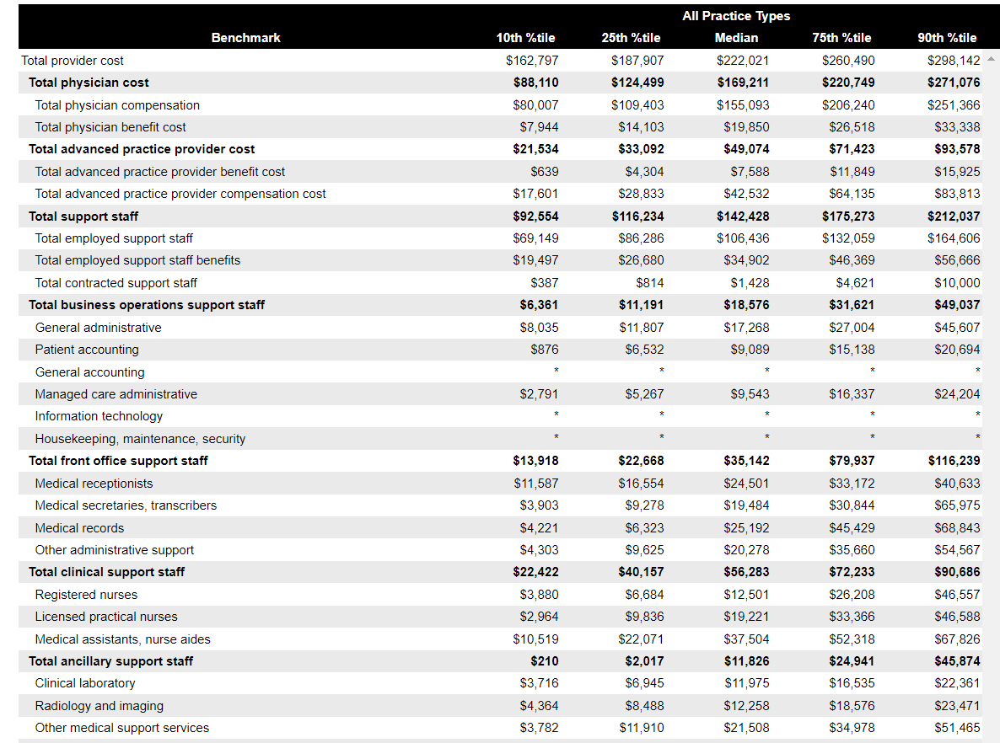 All Practice Types
Benchmark 10th %tile 25th %tile Median 75th %tile 90th %tile
Total provider cost $162,797 $187,907 $222,021 $260,490 $298,142
Total physician cost $88,110 $124,499 $169,211 $220,749 $271,076
Total physician compensation $80,007 $109,403 $155,093 $206,240 $251,366
Total physician benefit cost $7,944 $14,103 $19,850 $26,518 $33,338
Total advanced practice provider cost $21,534 $33,092 $49,074 $71,423 $93,578
Total advanced practice provider benefit cost $639 $4,304 $7,588 $11,849 $15,925
Total advanced practice provider compensation cost $17,601 $28,833 $42,532 $64,135 $83,813
Total support staff $92,554 $116,234 $142,428 $175,273 $212,037
Total employed support staff $69,149 $86,286 $106,436 $132,059 $164,606
Total employed support staff benefits $19,497 $26,680 $34,902 $46,369 $56,666
Total contracted support staff $387 $814 $1,428 $4,621 $10,000
Total business operations support staff $6,361 $11,191 $18,576 $31,621 $49,037
General administrative $8,035 $11,807 $17,268 $27,004 $45,607
Patient accounting $876 $6,532 $9,089 $15,138 $20,694
General accounting * * * * *
Managed care administrative $2,791 $5,267 $9,543 $16,337 $24,204
Information technology * * * * *
Housekeeping, maintenance, security * * * * *
Total front office support staff $13,918 $22,668 $35,142 $79,937 $116,239
Medical receptionists $11,587 $16,554 $24,501 $33,172 $40,633
Medical secretaries, transcribers $3,903 $9,278 $19,484 $30,844 $65,975
Medical records $4,221 $6,323 $25,192 $45,429 $68,843
Other administrative support $4,303 $9,625 $20,278 $35,660 $54,567
Total clinical support staff $22,422 $40,157 $56,283 $72,233 $90,686
Registered nurses $3,880 $6,684 $12,501 $26,208 $46,557
Licensed practical nurses $2,964 $9,836 $19,221 $33,366 $46,588
Medical assistants, nurse aides $10,519 $22,071 $37,504 $52,318 $67,826
Total ancillary support staff $210 $2,017 $11,826 $24,941 $45,874
Clinical laboratory $3,716 $6,945 $11,975 $16,535 $22,361
Radiology and imaging $4,364 $8,488 $12,258 $18,576 $23,471
Other medical support services $3,782 $11,910 $21,508 $34,978 $51,465